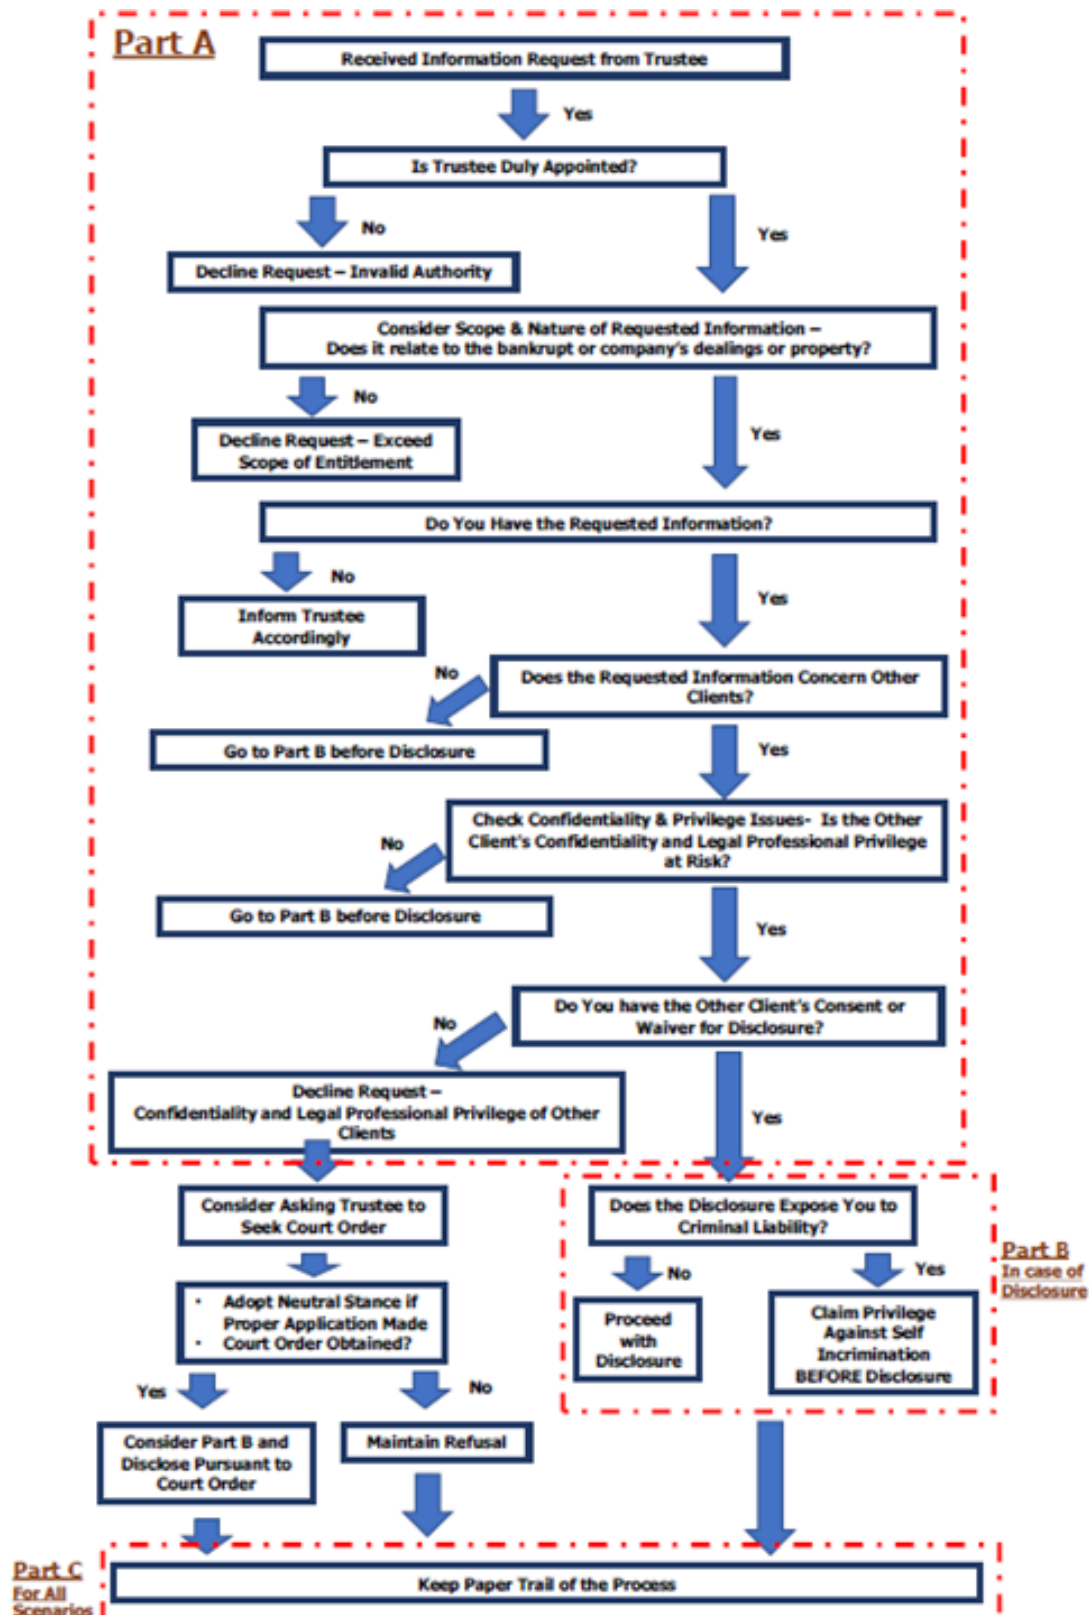 Part A
Received Information Request from Trustee
Yes
Is Trustee Duly Appointed?
No
Yes
Decline Request – Invalid Authority
Consider Scope & Nature of Requested Information –
Does it relate to the bankrupt or company's dealings or property?
No
Yes
Decline Request – Exceed
Scope of Entitlement
Do You Have the Requested Information?
No
Yes
Inform Trustee
Accordingly
Does the Requested Information Concern Other
Clients?
No
Go to Part B before Disclosure
Yes
Check Confidentiality & Privilege Issues- Is the Other
Client's Confidentiality and Legal Professional Privilege
at Risk?
No
Go to Part B before Disclosure
Yes
Do You have the Other Client's Consent or
Waiver for Disclosure?
No
Decline Request –
Confidentiality and Legal Professional Privilege of Other
Clients
Yes
Consider Asking Trustee to
Seek Court Order
Does the Disclosure Expose You to
Criminal Liability?
Part B
In case of
Disclosure
No
Yes
• Adopt Neutral Stance if
Proper Application Made
• Court Order Obtained?
Proceed
with
Disclosure
Claim Privilege
Against Self
Incrimination
BEFORE Disclosure
Yes
No
Consider Part B and
Disclose Pursuant to
Court Order
Maintain Refusal
Part C
For All
Scenarios
Keep Paper Trail of the Process